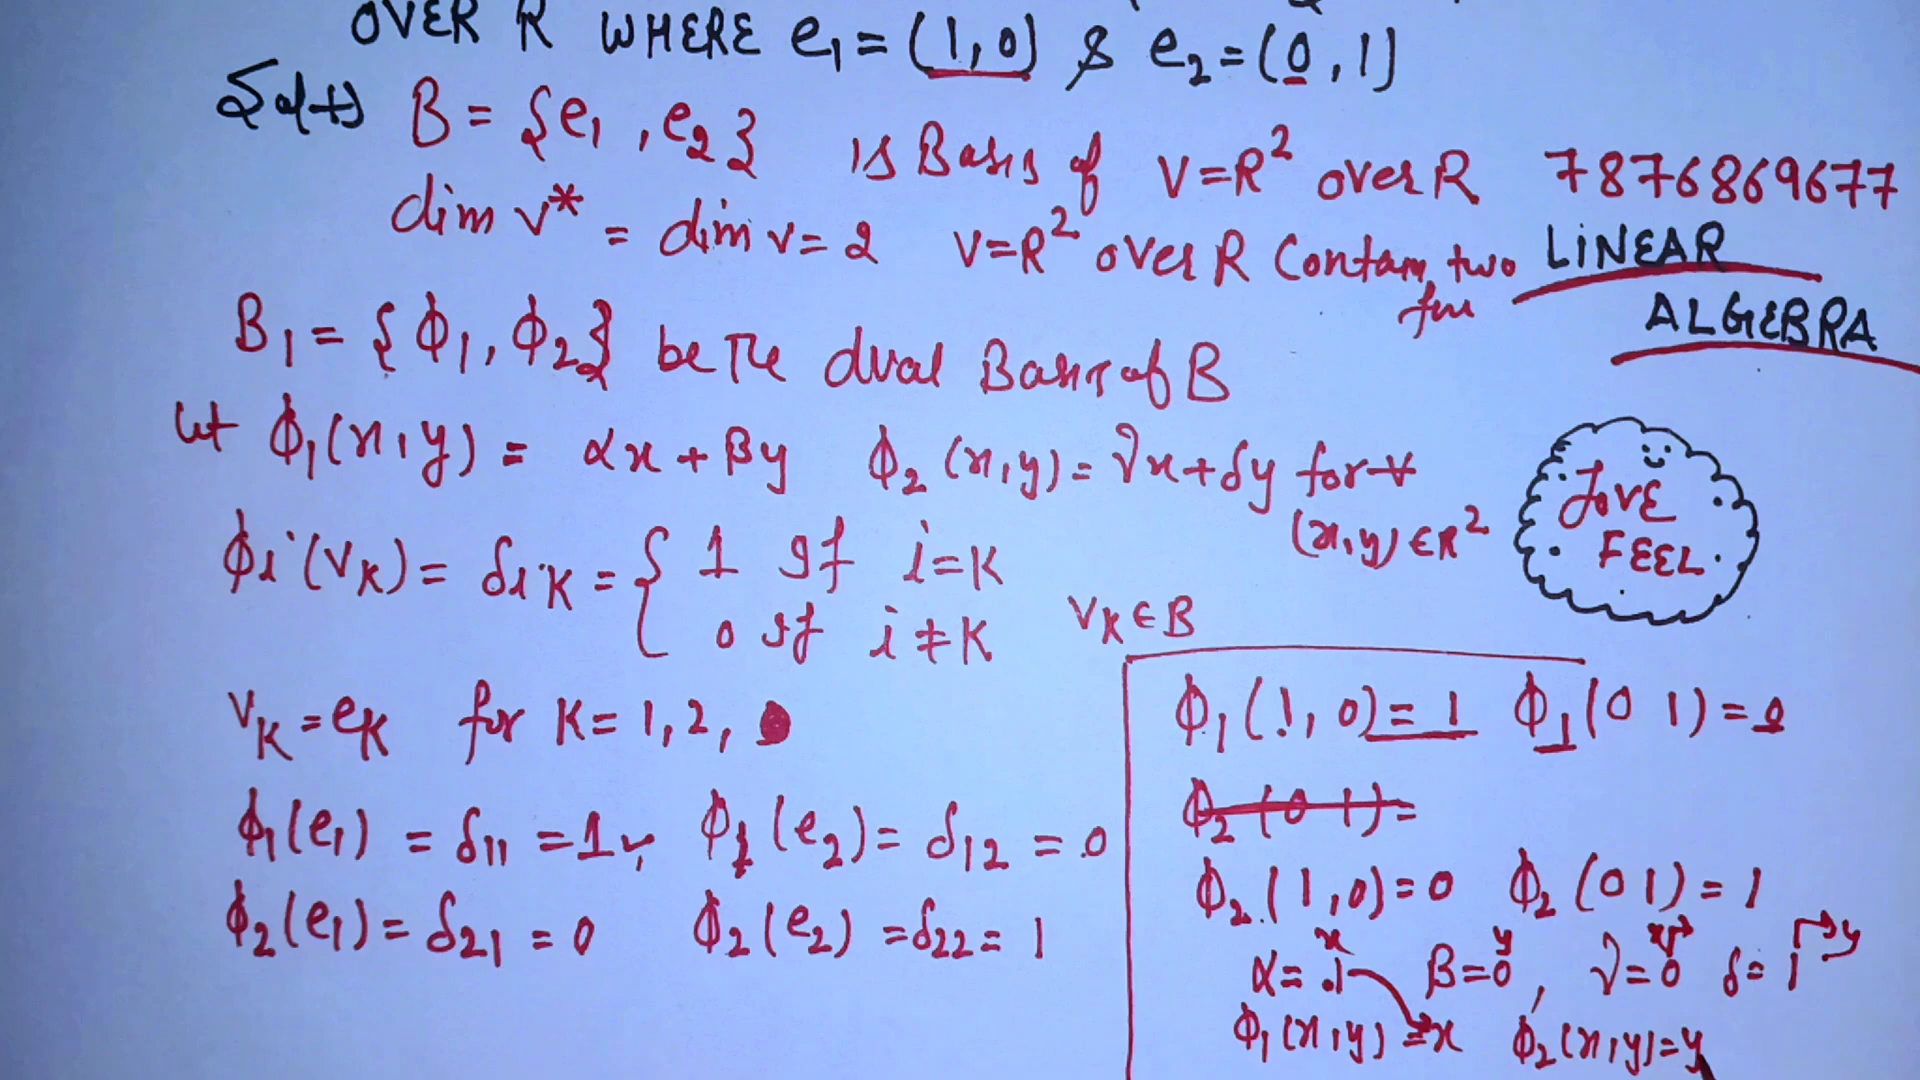 OVER R WHERE e₁ = (1,0) & e₂ = (0,1)
Sol B = {e₁, e₂} is Basis of V=R² over R 7876869677
dim V* = dim V = 2 V=R² over R Contain two LINEAR
fun ALGEBRA
B₁ = {ϕ₁, ϕ₂} be The dual Basis of B
let ϕ₁(x,y) = αx + βy ϕ₂(x,y) = γx + δy for ∀
(x,y) ∈ R²
LOVE
FEEL
ϕi(vK) = δiK = { 1 if i=K
0 if i≠K
VK ∈ B
VK = eK for K = 1,2,
ϕ₁(1,0) = 1 ϕ₁(0 1) = 0
ϕ₂(0 1) =
ϕ₁(e₁) = δ₁₁ = 1, ϕ₁(e₂) = δ₁₂ = 0
ϕ₂(1,0) = 0 ϕ₂(0 1) = 1
ϕ₂(e₁) = δ₂₁ = 0 ϕ₂(e₂) = δ₂₂ = 1
x y x y
α = 1 β = 0, γ = 0 δ = 1
ϕ₁(x,y) = x ϕ₂(x,y) = y